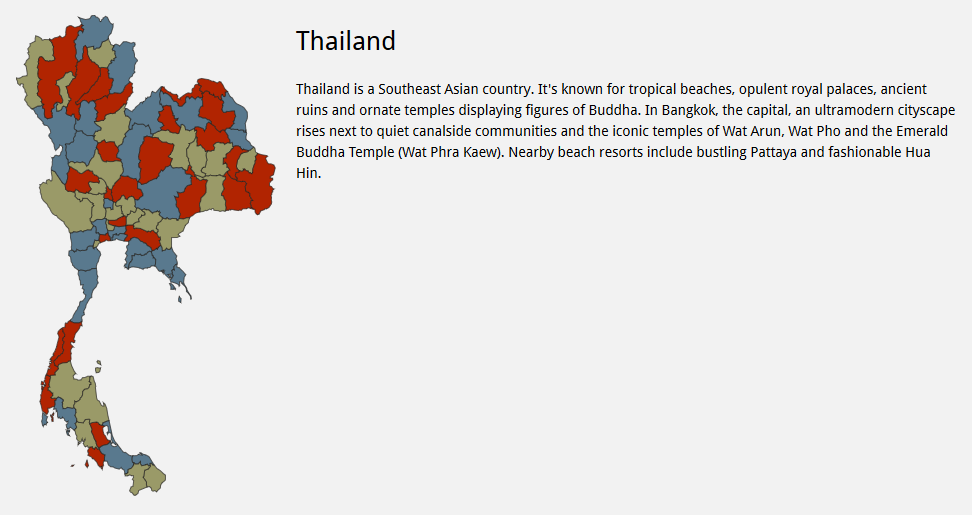 Thailand
Thailand is a Southeast Asian country. It's known for tropical beaches, opulent royal palaces, ancient
ruins and ornate temples displaying figures of Buddha. In Bangkok, the capital, an ultramodern cityscape
rises next to quiet canalside communities and the iconic temples of Wat Arun, Wat Pho and the Emerald
Buddha Temple (Wat Phra Kaew). Nearby beach resorts include bustling Pattaya and fashionable Hua
Hin.